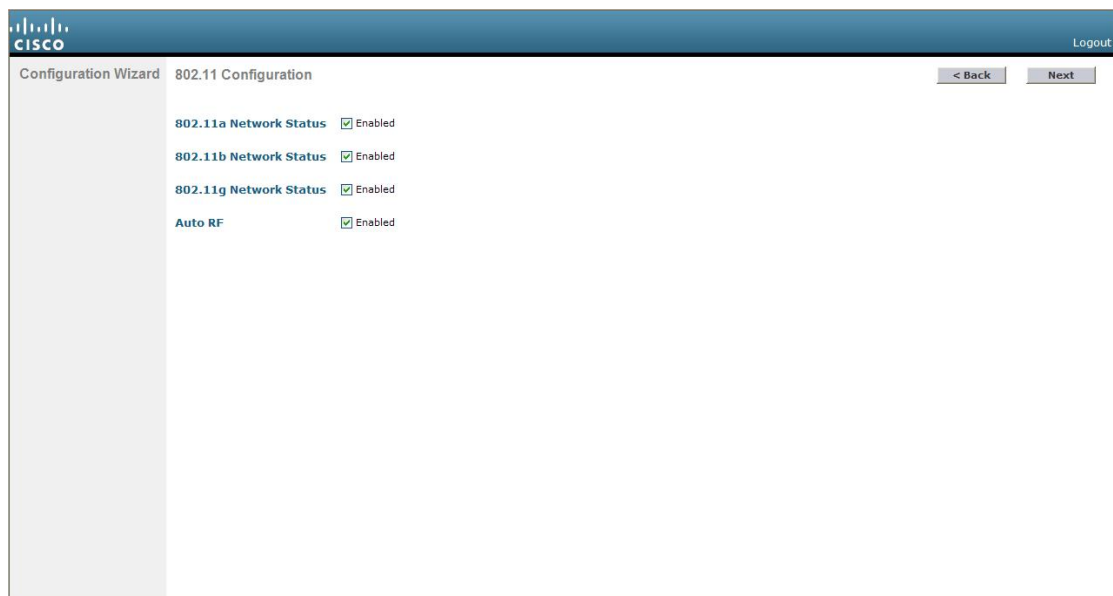 CISCO
Logout
Configuration Wizard
802.11 Configuration
< Back
Next
802.11a Network Status Enabled
802.11b Network Status Enabled
802.11g Network Status Enabled
Auto RF Enabled